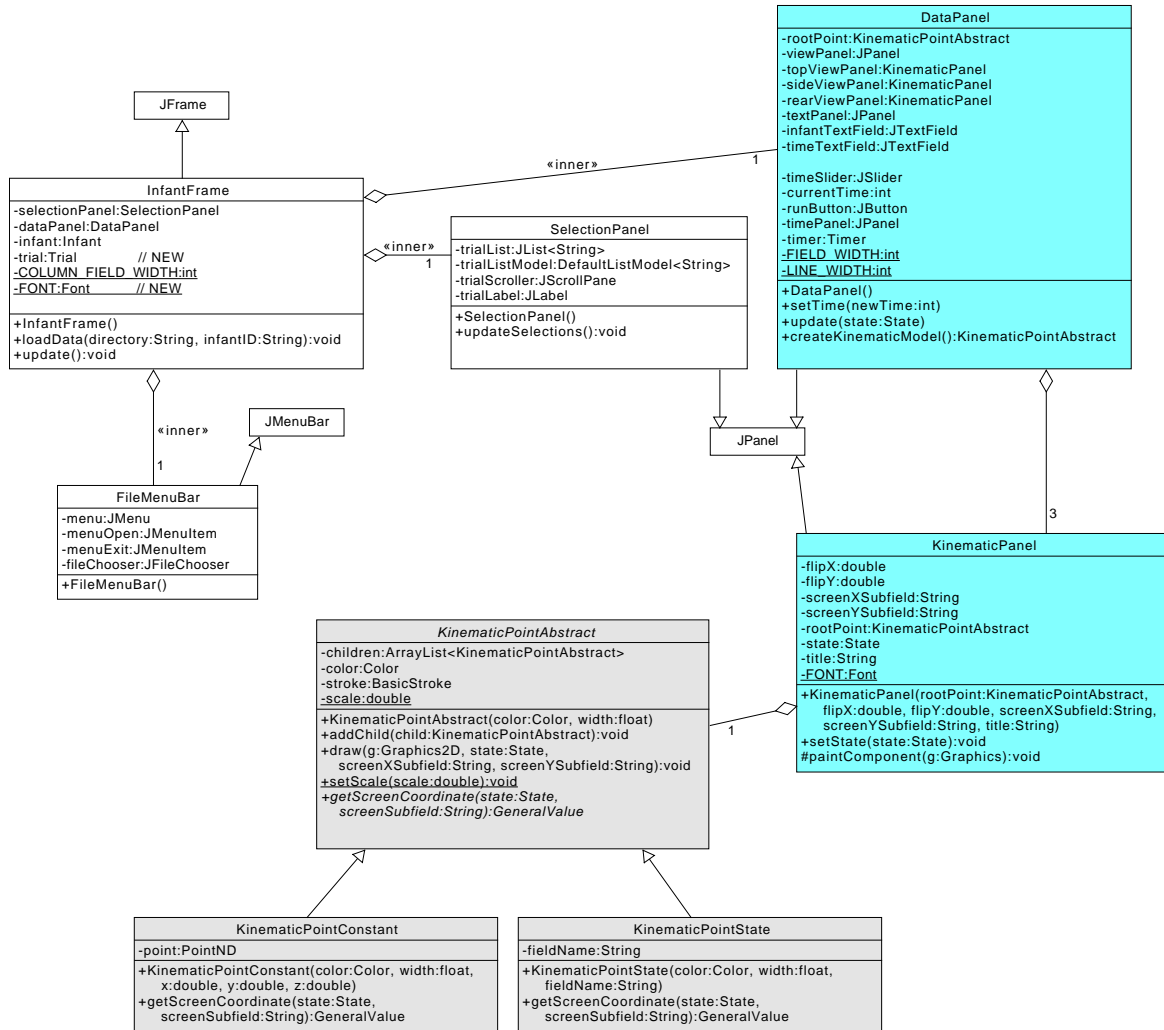 DataPanel
-rootPoint:KinematicPointAbstract
-viewPanel:JPanel
-topViewPanel:KinematicPanel
-sideViewPanel:KinematicPanel
-rearViewPanel:KinematicPanel
-textPanel:JPanel
-infantTextField:JTextField
-timeTextField:JTextField
-timeSlider:JSlider
-currentTime:int
-runButton:JButton
-timePanel:JPanel
-timer:Timer
-FIELD_WIDTH:int
-LINE_WIDTH:int
+DataPanel()
+setTime(newTime:int)
+update(state:State)
+createKinematicModel():KinematicPointAbstract
JFrame
«inner»
1
InfantFrame
-selectionPanel:SelectionPanel
-dataPanel:DataPanel
-infant:Infant
-trial:Trial // NEW
-COLUMN_FIELD_WIDTH:int
-FONT:Font // NEW
+InfantFrame()
+loadData(directory:String, infantID:String):void
+update():void
«inner»
1
SelectionPanel
-trialList:JList<String>
-trialListModel:DefaultListModel<String>
-trialScroller:JScrollPane
-trialLabel:JLabel
+SelectionPanel()
+updateSelections():void
JMenuBar
«inner»
1
JPanel
3
FileMenuBar
-menu:JMenu
-menuOpen:JMenuItem
-menuExit:JMenuItem
-fileChooser:JFileChooser
+FileMenuBar()
KinematicPanel
-flipX:double
-flipY:double
-screenXSubfield:String
-screenYSubfield:String
-rootPoint:KinematicPointAbstract
-state:State
-title:String
-FONT:Font
+KinematicPanel(rootPoint:KinematicPointAbstract,
flipX:double, flipY:double, screenXSubfield:String,
screenYSubfield:String, title:String)
+setState(state:State):void
#paintComponent(g:Graphics):void
1
KinematicPointAbstract
-children:ArrayList<KinematicPointAbstract>
-color:Color
-stroke:BasicStroke
-scale:double
+KinematicPointAbstract(color:Color, width:float)
+addChild(child:KinematicPointAbstract):void
+draw(g:Graphics2D, state:State,
screenXSubfield:String, screenYSubfield:String):void
+setScale(scale:double):void
+getScreenCoordinate(state:State,
screenSubfield:String):GeneralValue
KinematicPointConstant
-point:PointND
+KinematicPointConstant(color:Color, width:float,
x:double, y:double, z:double)
+getScreenCoordinate(state:State,
screenSubfield:String):GeneralValue
KinematicPointState
-fieldName:String
+KinematicPointState(color:Color, width:float,
fieldName:String)
+getScreenCoordinate(state:State,
screenSubfield:String):GeneralValue